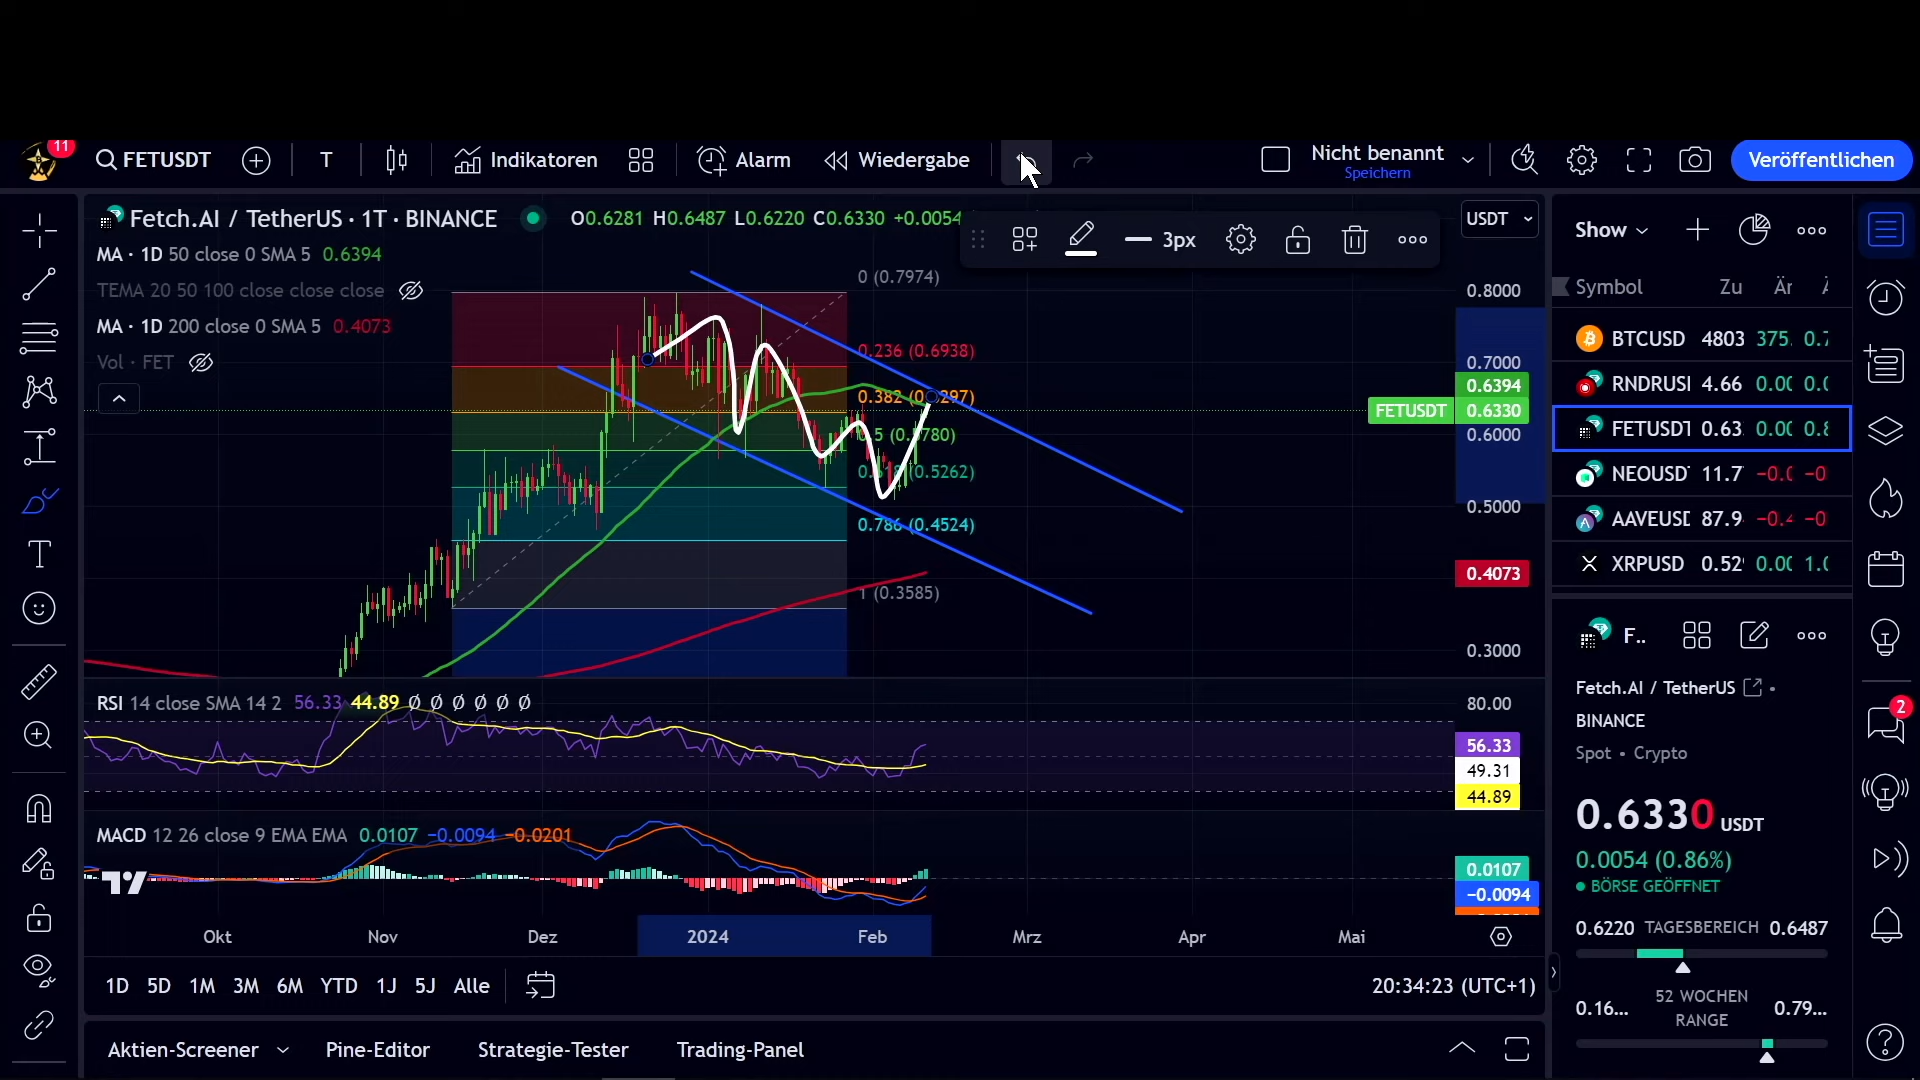 11
FETUSDT
T
Indikatoren
Alarm
Wiedergabe
Nicht benannt
Speichern
Veröffentlichen
Fetch.AI / TetherUS · 1T · BINANCE
O0.6281 H0.6487 L0.6220 C0.6330 +0.0054
MA · 1D 50 close 0 SMA 5 0.6394
TEMA 20 50 100 close close close
MA · 1D 200 close 0 SMA 5 0.4073
Vol · FET
3px
USDT
0 (0.7974)
0.236 (0.6938)
0.786 (0.4524)
1 (0.3585)
0.8000
0.7000
0.6394
FETUSDT 0.6330
0.6000
0.5000
0.4073
0.3000
RSI 14 close SMA 14 2 56.33 44.89 Ø Ø Ø Ø Ø Ø
80.00
56.33
49.31
44.89
MACD 12 26 close 9 EMA EMA 0.0107 −0.0094 −0.0201
0.0107
−0.0094
Okt Nov Dez 2024 Feb Mrz Apr Mai
1D 5D 1M 3M 6M YTD 1J 5J Alle
20:34:23 (UTC+1)
Aktien-Screener
Pine-Editor
Strategie-Tester
Trading-Panel
Show
Symbol Zu
BTCUSD 4803 375.
RNDRUSI 4.66
FETUSDT 0.63
NEOUSD 11.7
AAVEUSD 87.9
XRPUSD 0.52
F..
Fetch.AI / TetherUS
BINANCE
Spot • Crypto
0.6330 USDT
0.0054 (0.86%)
BÖRSE GEÖFFNET
0.6220 TAGESBEREICH 0.6487
0.16... 52 WOCHEN RANGE 0.79...
2